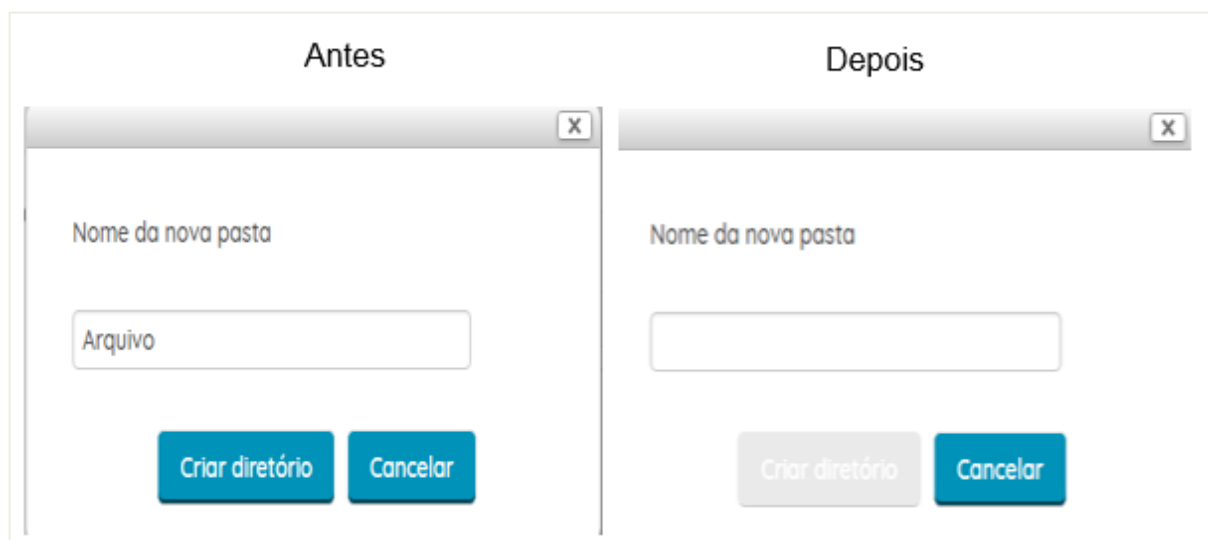 Antes
Depois
X
Nome da nova pasta
Arquivo
Criar diretório Cancelar
X
Nome da nova pasta
Criar diretório Cancelar